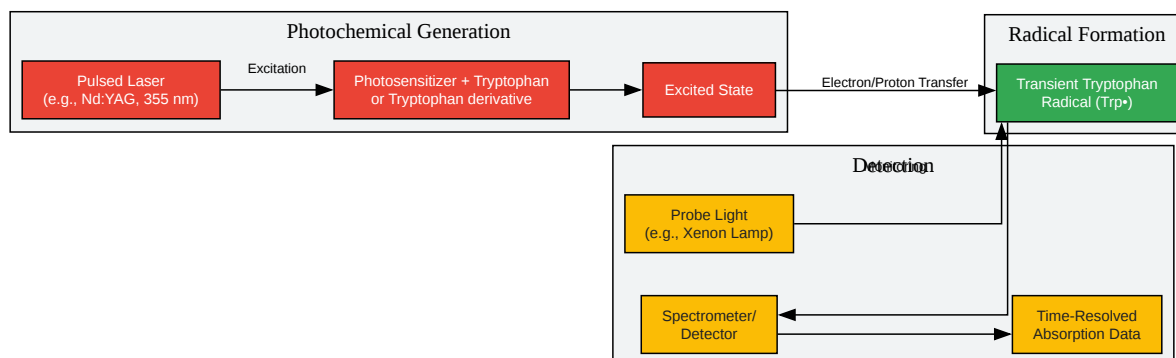 Photochemical Generation
Radical Formation
Pulsed Laser
(e.g., Nd:YAG, 355 nm)
Excitation
Photosensitizer + Tryptophan
or Tryptophan derivative
Excited State
Electron/Proton Transfer
Transient Tryptophan
Radical (Trp•)
Detection
Monitoring
Probe Light
(e.g., Xenon Lamp)
Spectrometer/
Detector
Time-Resolved
Absorption Data